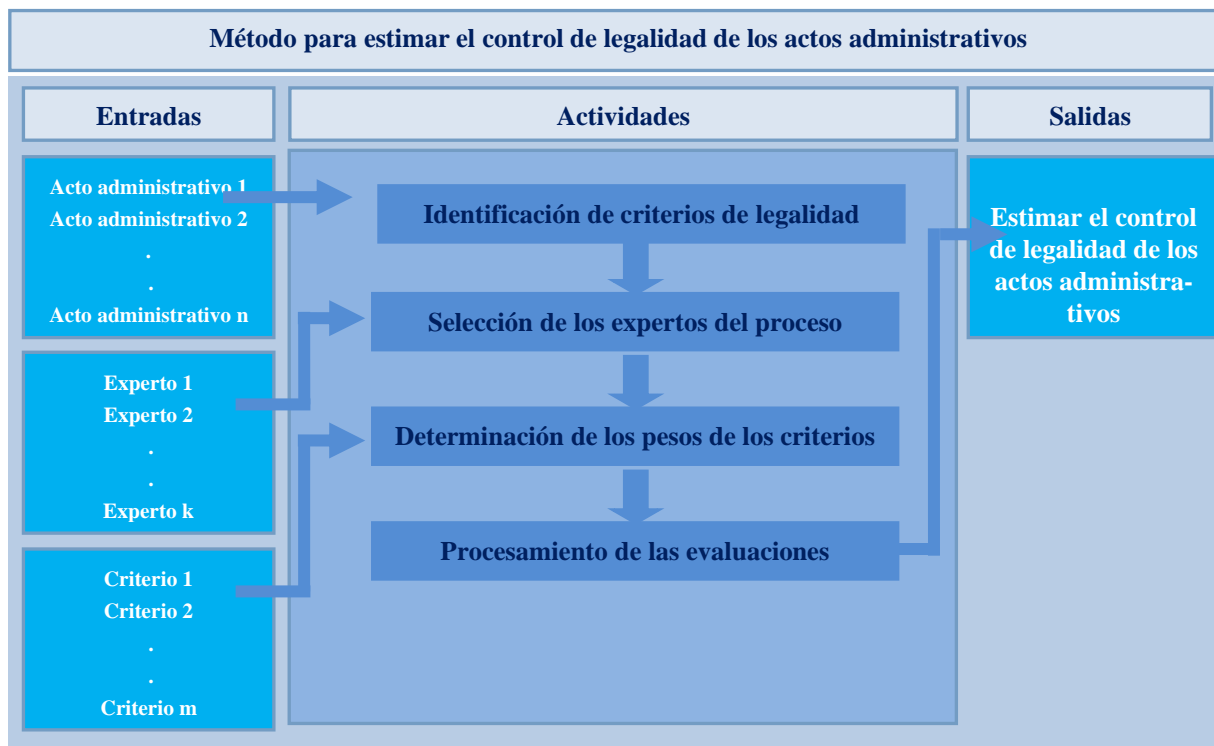 Método para estimar el control de legalidad de los actos administrativos
Entradas
Actividades
Salidas
Acto administrativo 1
Acto administrativo 2
.
.
Acto administrativo n
Experto 1
Experto 2
.
.
Experto k
Criterio 1
Criterio 2
.
.
Criterio m
Identificación de criterios de legalidad
Selección de los expertos del proceso
Determinación de los pesos de los criterios
Procesamiento de las evaluaciones
Estimar el control
de legalidad de los
actos administra-
tivos